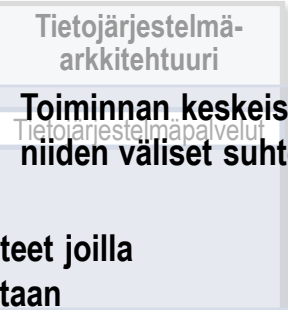 Tietojärjestelmä-
arkkitehtuuri
Toiminnan keskeis
Tietojärjestelmäpalvelut
niiden väliset suht
teet joilla
taan